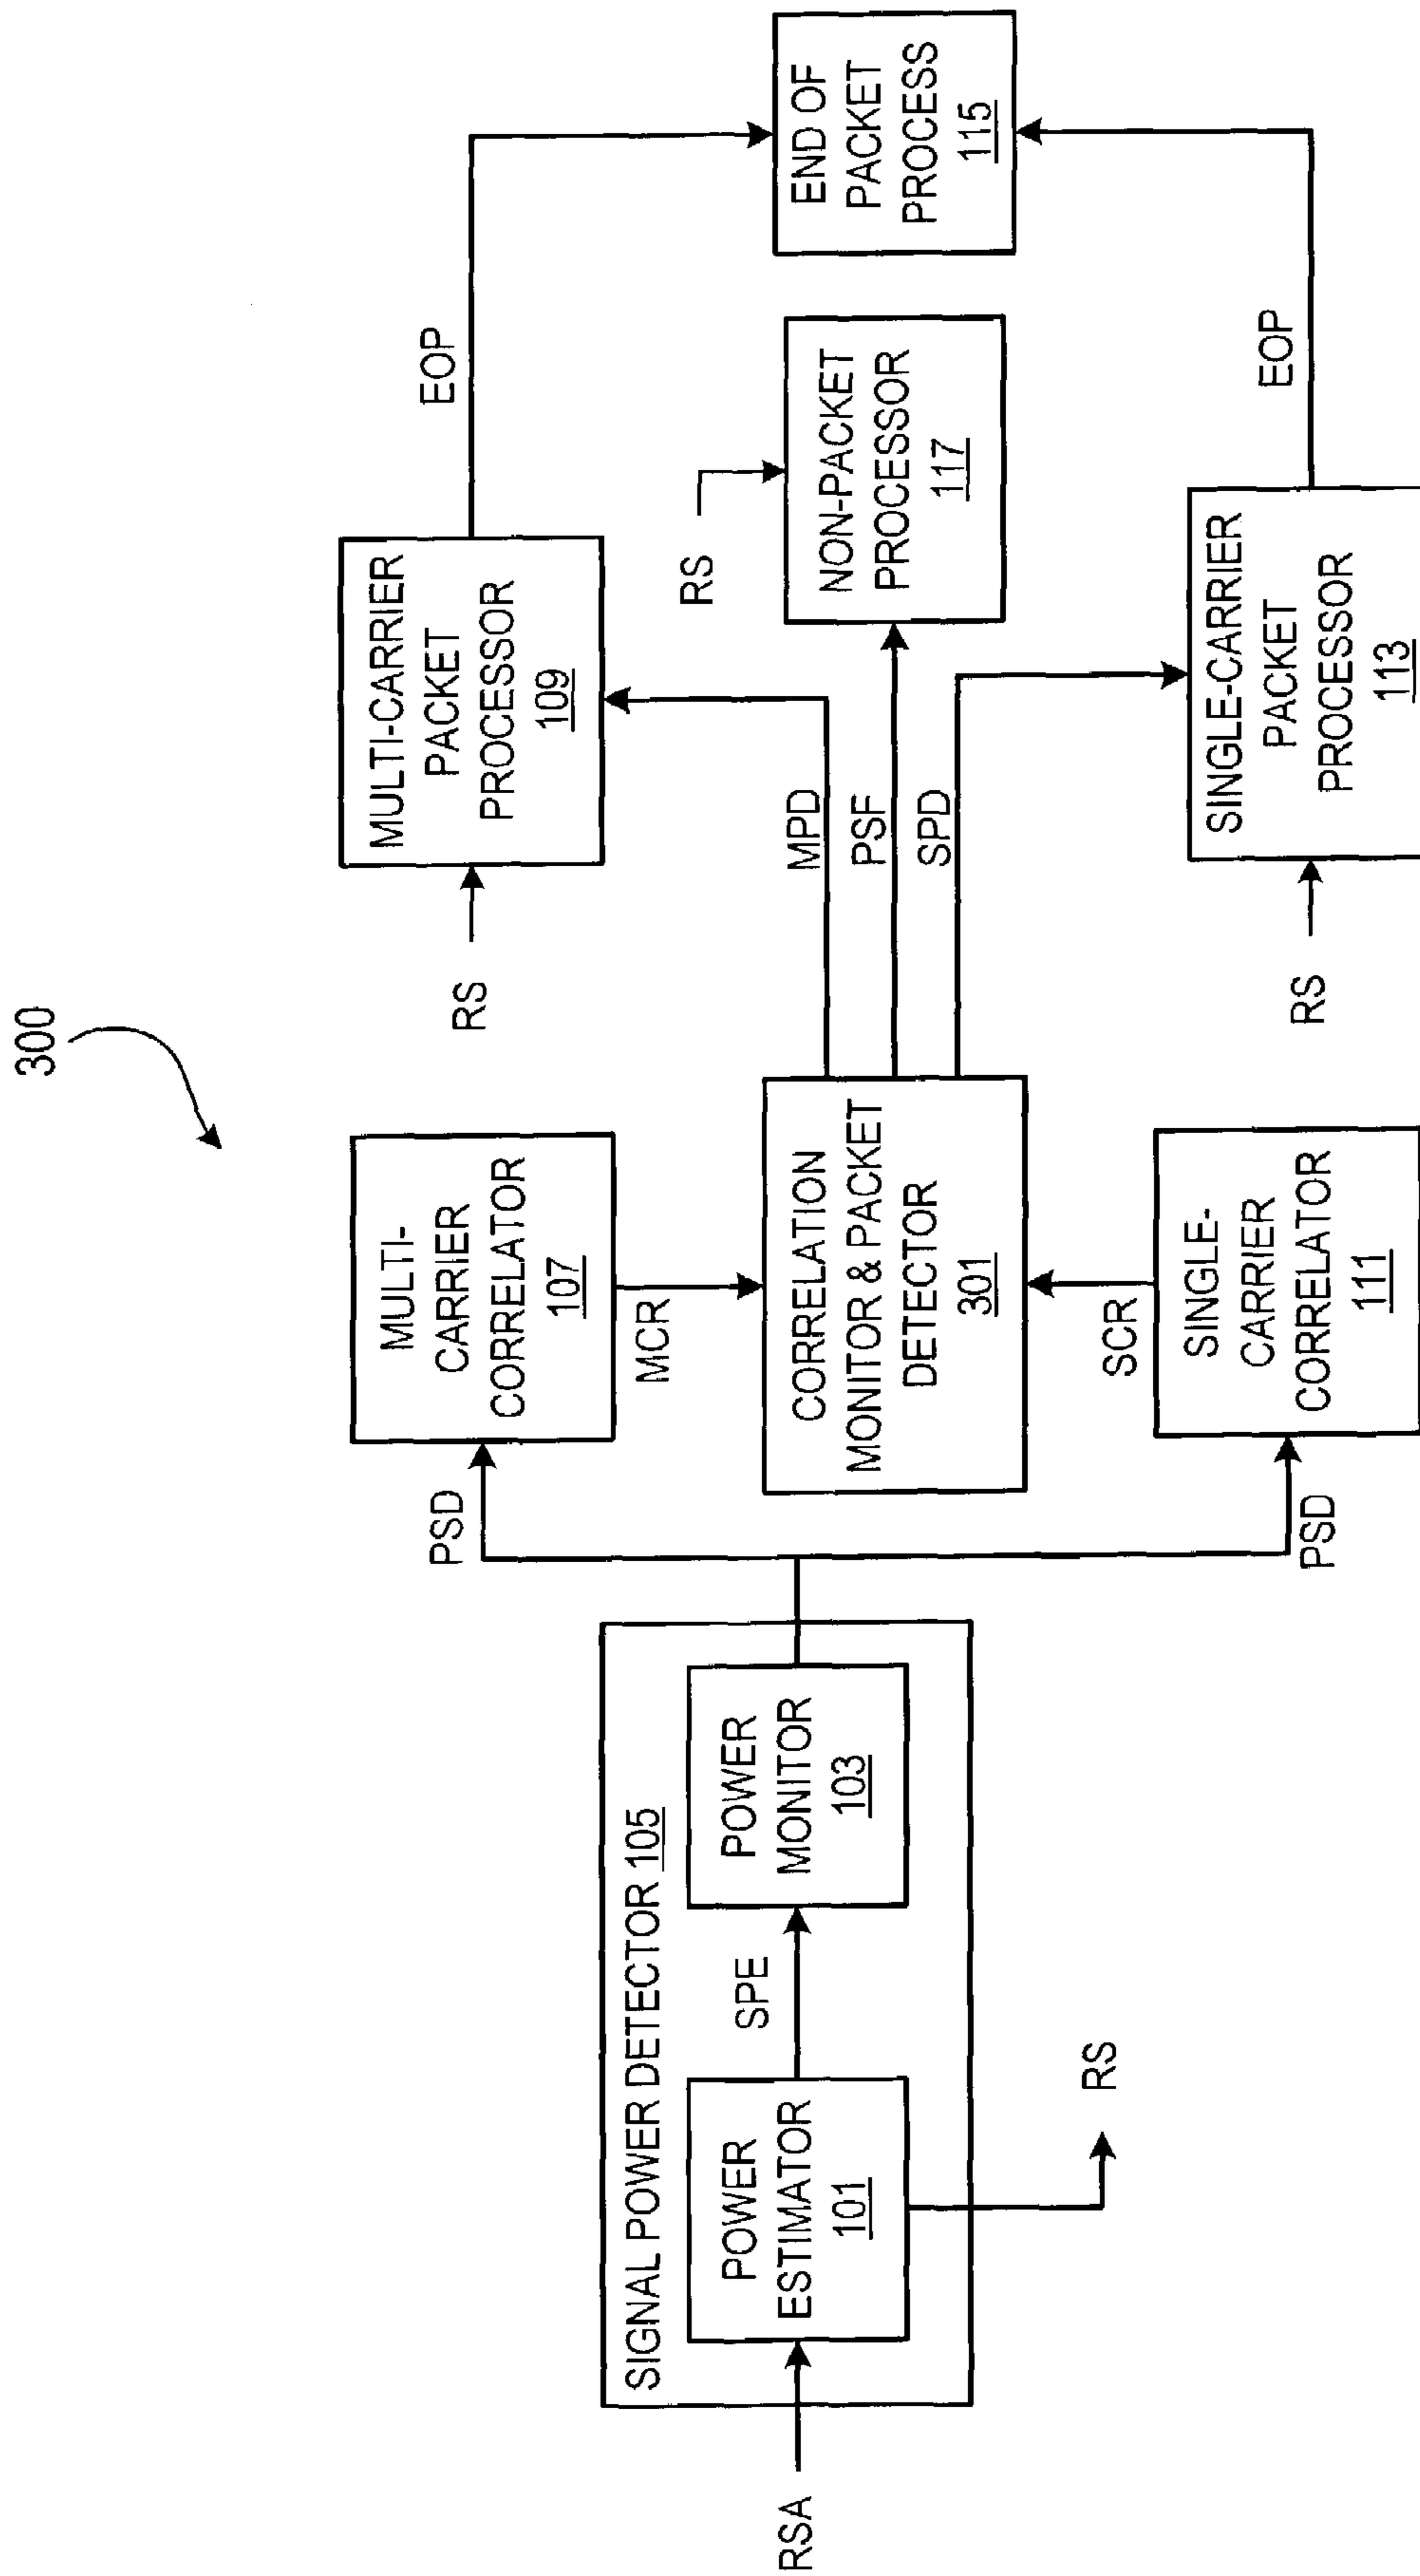 300
RSA
SIGNAL POWER DETECTOR 105
POWER
ESTIMATOR
101
RS
SPE
POWER
MONITOR
103
PSD
PSD
MULTI-
CARRIER
CORRELATOR
107
MCR
CORRELATION
MONITOR & PACKET
DETECTOR
301
SCR
SINGLE-
CARRIER
CORRELATOR
111
RS
MULTI-CARRIER
PACKET
PROCESSOR
109
MPD
PSF
SPD
RS
NON-PACKET
PROCESSOR
117
RS
SINGLE-CARRIER
PACKET
PROCESSOR
113
EOP
EOP
END OF
PACKET
PROCESS
115